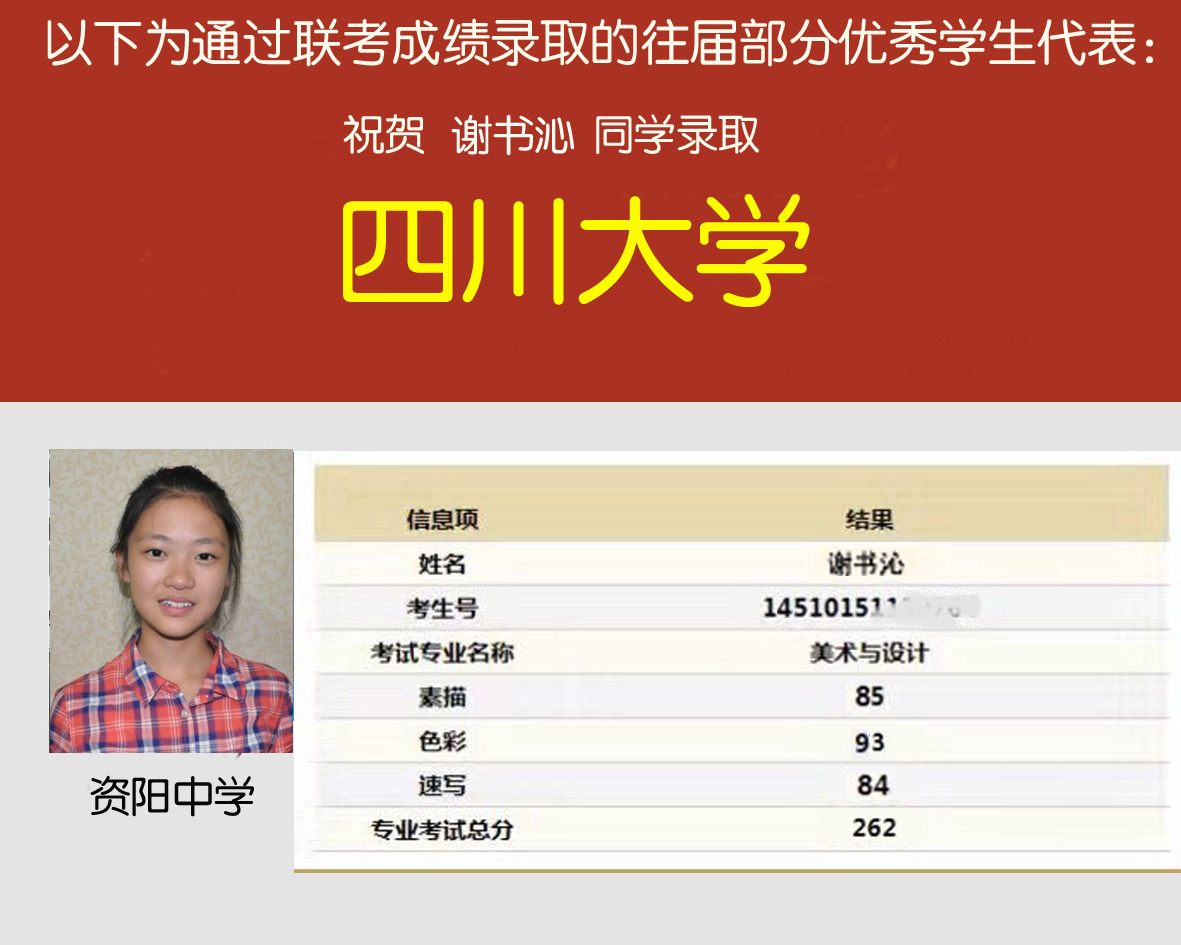 以下为通过联考成绩录取的往届部分优秀学生代表：
祝贺 谢书沁 同学录取
四川大学
信息项 结果
姓名 谢书沁
考生号 145101511
考试专业名称 美术与设计
素描 85
色彩 93
速写 84
专业考试总分 262
资阳中学